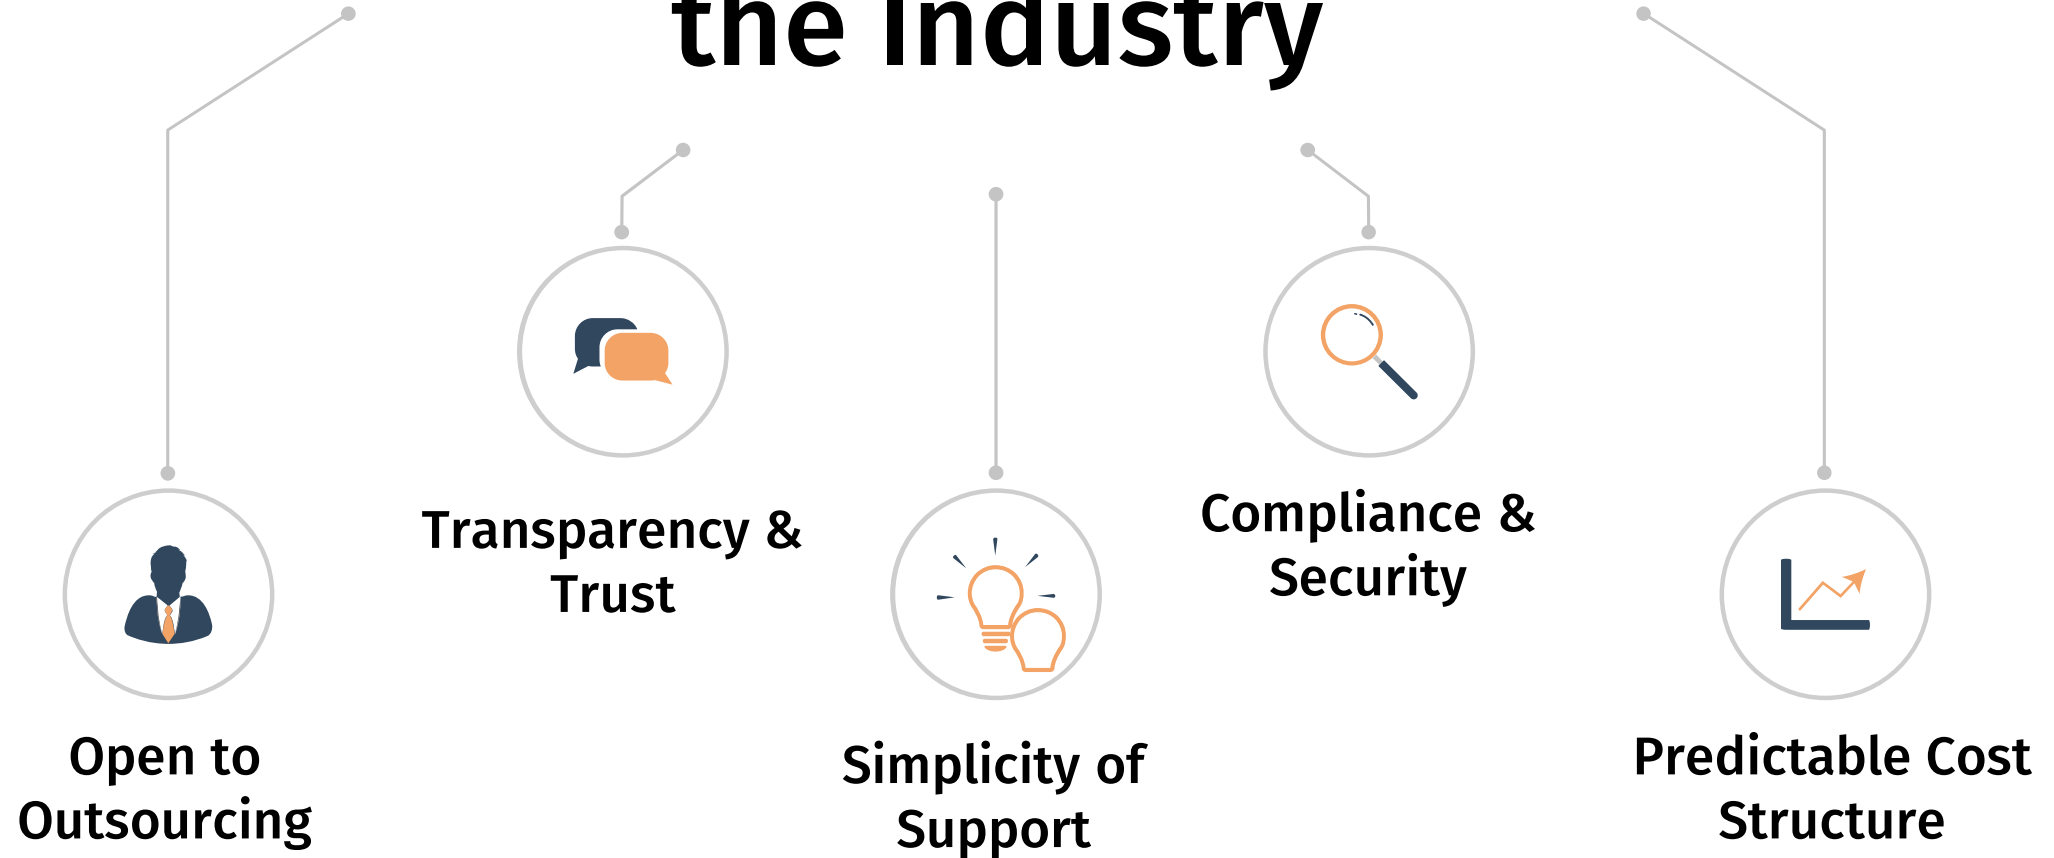 the Industry
Transparency &
Trust
Compliance &
Security
Open to
Outsourcing
Simplicity of
Support
Predictable Cost
Structure